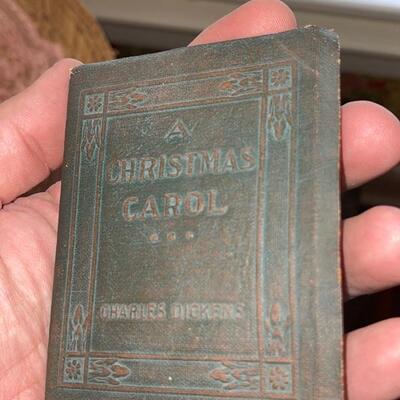 A
CHRISTMAS
CAROL
CHARLES DICKENS